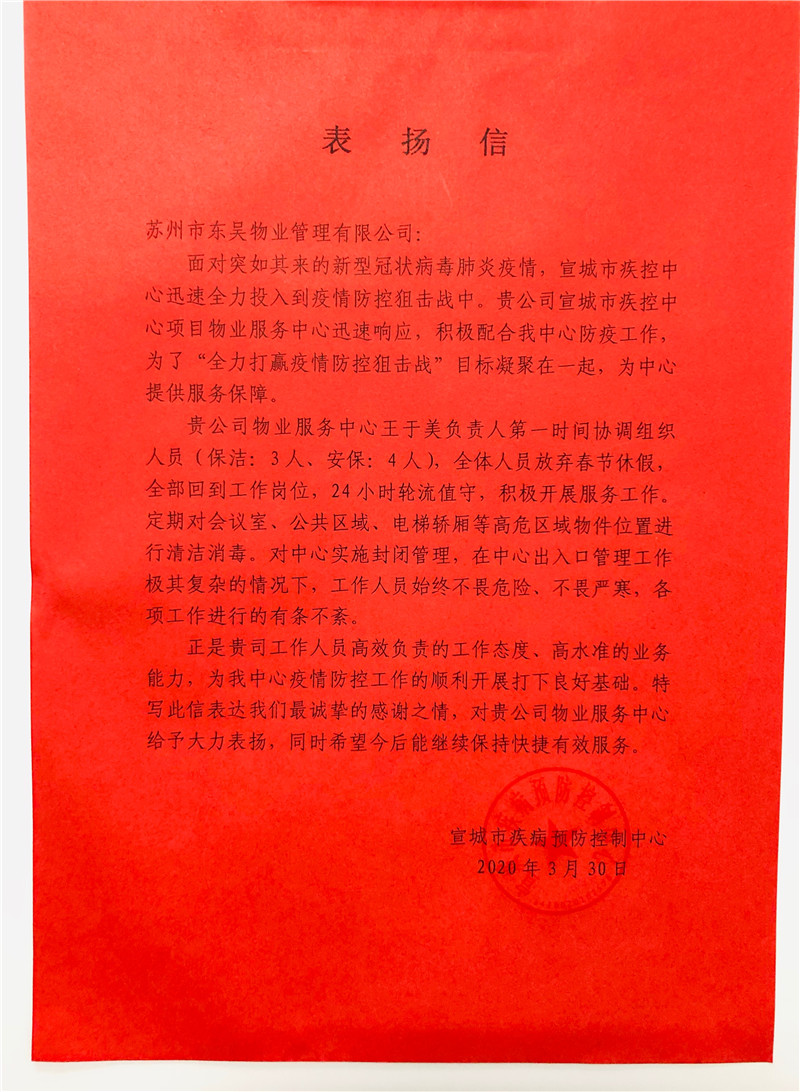 表 扬 信
苏州市东吴物业管理有限公司：
面对突如其来的新型冠状病毒肺炎疫情，宣城市疾控中
心迅速全力投入到疫情防控狙击战中。贵公司宣城市疾控中
心项目物业服务中心迅速响应，积极配合我中心防疫工作，
为了“全力打赢疫情防控狙击战”目标凝聚在一起，为中心
提供服务保障。
贵公司物业服务中心王于美负责人第一时间协调组织
人员（保洁：3 人、安保：4 人），全体人员放弃春节休假，
全部回到工作岗位，24 小时轮流值守，积极开展服务工作。
定期对会议室、公共区域、电梯轿厢等高危区域物件位置进
行清洁消毒。对中心实施封闭管理，在中心出入口管理工作
极其复杂的情况下，工作人员始终不畏危险、不畏严寒，各
项工作进行的有条不紊。
正是贵司工作人员高效负责的工作态度、高水准的业务
能力，为我中心疫情防控工作的顺利开展打下良好基础。特
写此信表达我们最诚挚的感谢之情，对贵公司物业服务中心
给予大力表扬，同时希望今后能继续保持快捷有效服务。
宣城市疾病预防控制中心
2020 年 3 月 30 日